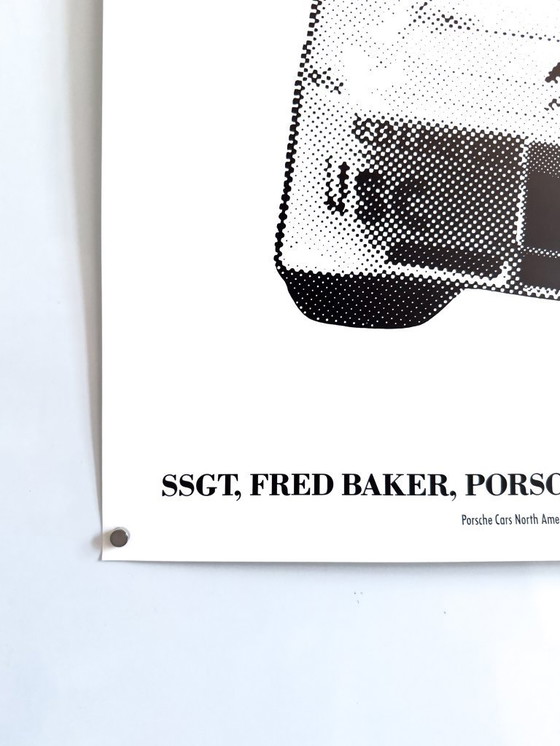 SSGT, FRED BAKER, PORSC
Porsche Cars North Ame